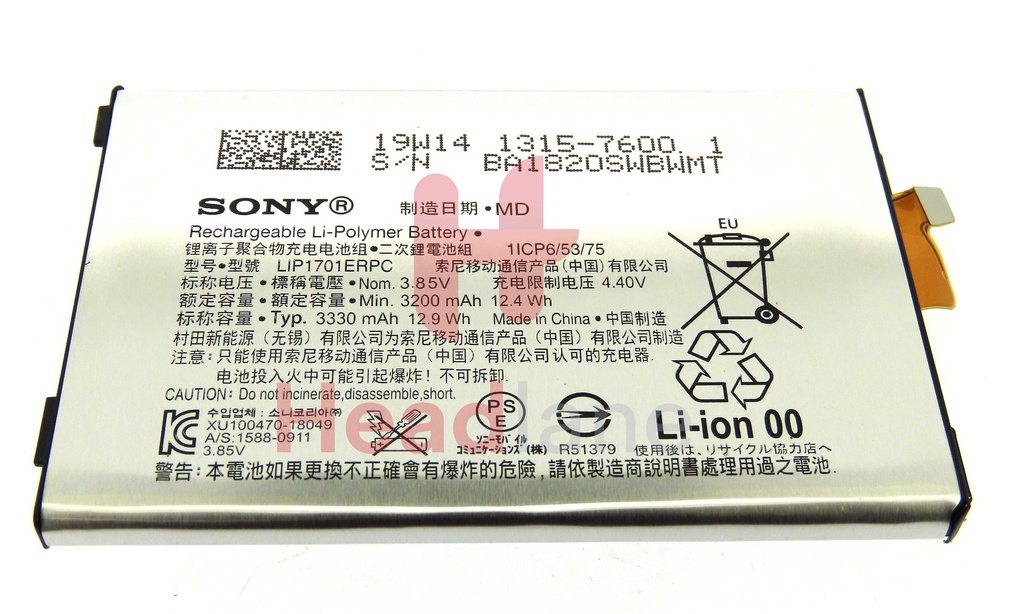 19W14 1315-7600. 1
S/N BA1820SWBWMT
SONY® 制造日期•MD
EU
Rechargeable Li-Polymer Battery •
锂离子聚合物充电电池组•二次鋰電池組 1ICP6/53/75
型号•型號 LIP1701ERPC 索尼移动通信产品(中国)有限公司
标称电压•標稱電壓•Nom. 3.85V 充电限制电压 4.40V
额定容量•額定容量•Min. 3200 mAh 12.4 Wh
标称容量•Typ. 3330 mAh 12.9 Wh Made in China•中国制造
村田新能源（无锡）有限公司为索尼移动通信产品（中国）有限公司制造
注意: 只能使用索尼移动通信产品（中国）有限公司认可的充电器.
电池投入火中可能引起爆炸！不可拆卸.
CAUTION: Do not incinerate,disassemble,short.
Headlane
수입업체 : 소니코리아㈜
XU100470-18049
A/S:1588-0911
3.85V
PS
E
ソニーモバイル
コミュニケーションズ(株) R51379
Li-ion 00
使用後は、リサイクル協力店へ
警告: 本電池如果更換不正確會有爆炸的危險,請依製造商說明書處理用過之電池.